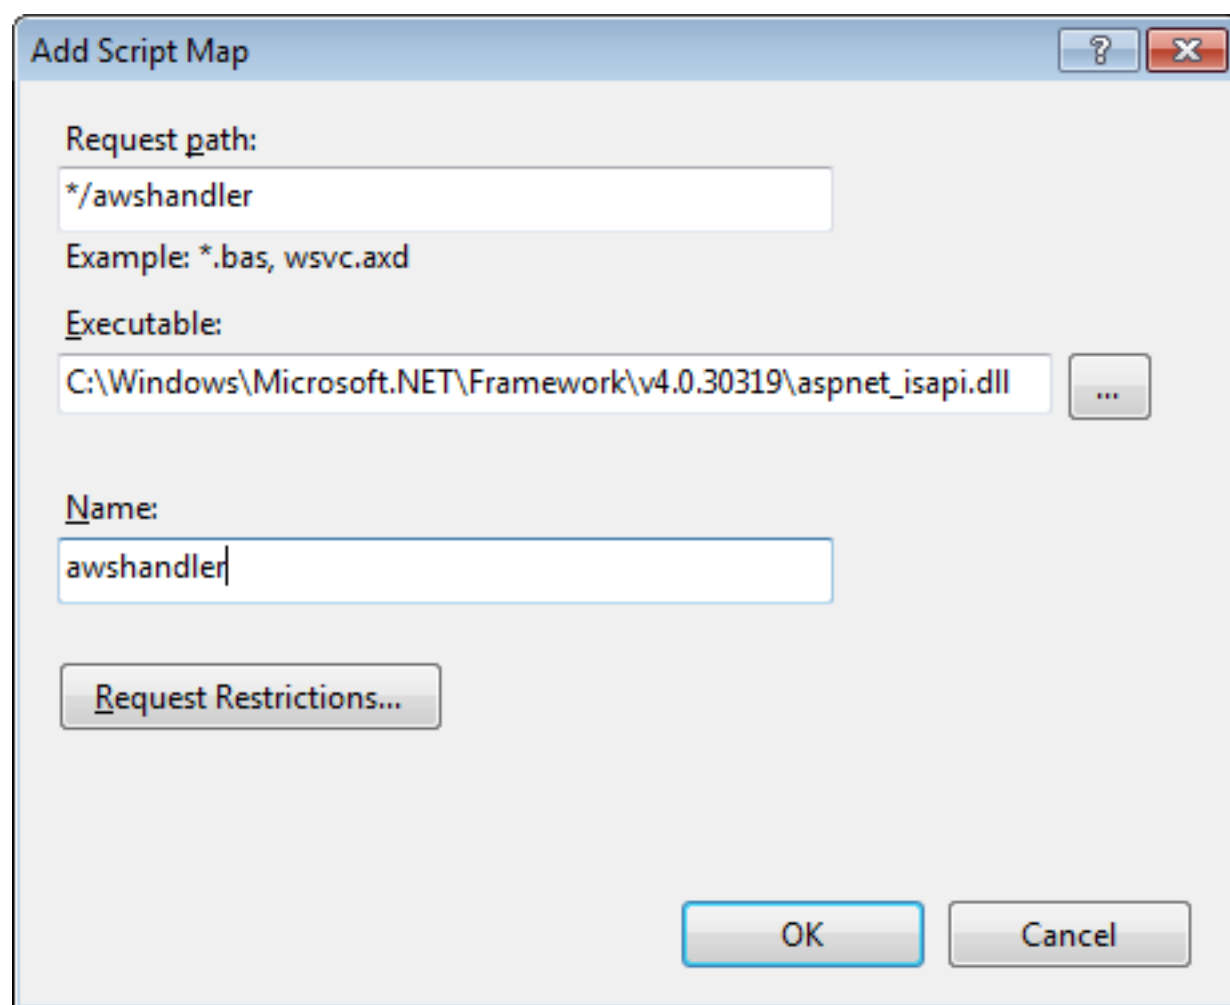 Add Script Map
Request path:
*/awshandler
Example: *.bas, wsvc.axd
Executable:
C:\Windows\Microsoft.NET\Framework\v4.0.30319\aspnet_isapi.dll
...
Name:
awshandler
Request Restrictions...
OK
Cancel